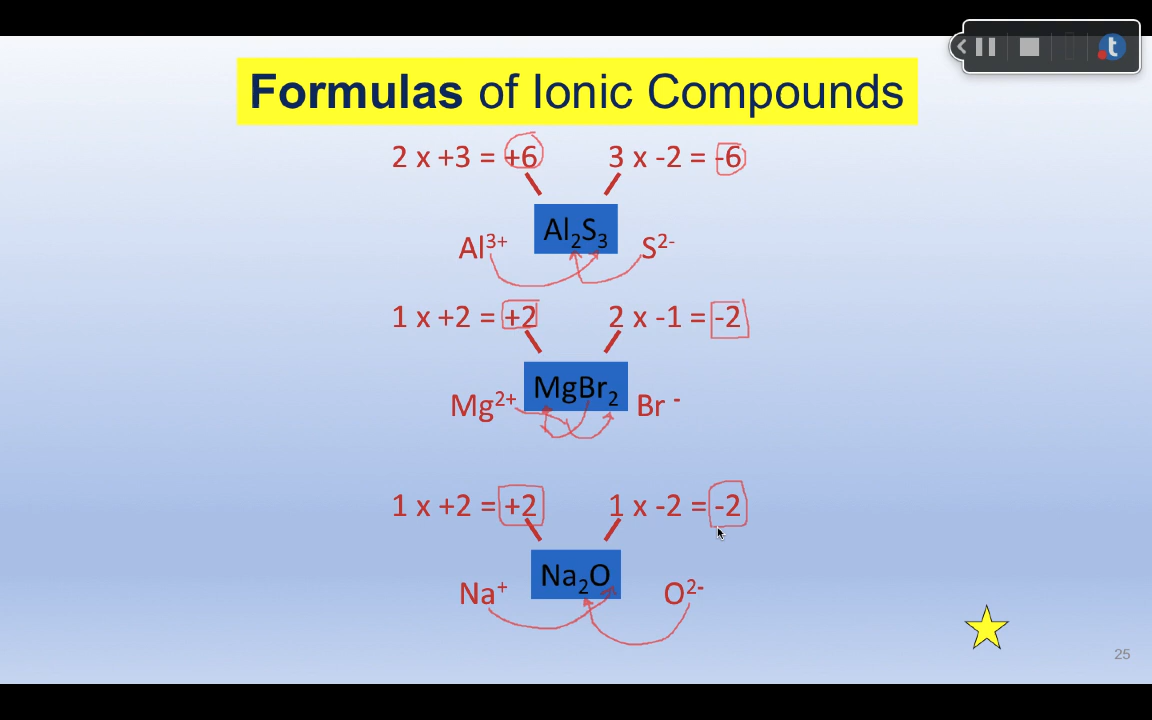 Formulas of Ionic Compounds
2 x +3 = +6 3 x -2 = -6
Al₂S₃
Al³⁺ S²⁻
1 x +2 = +2 2 x -1 = -2
MgBr₂
Mg²⁺ Br ⁻
1 x +2 = +2 1 x -2 = -2
Na₂O
Na⁺ O²⁻
25
t